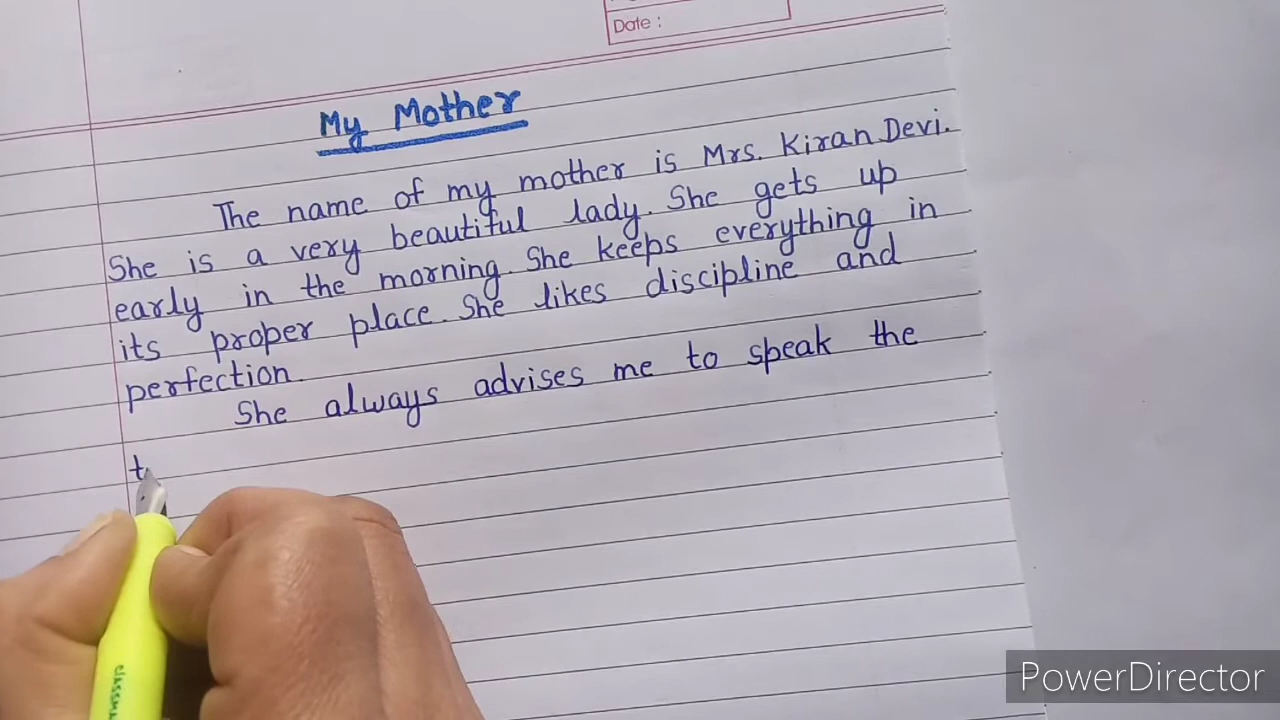 Date :
My Mother
The name of my mother is Mrs. Kiran Devi.
She is a very beautiful lady. She gets up
early in the morning. She keeps everything in
its proper place. She likes discipline and
perfection.
She always advises me to speak the
t
PowerDirector